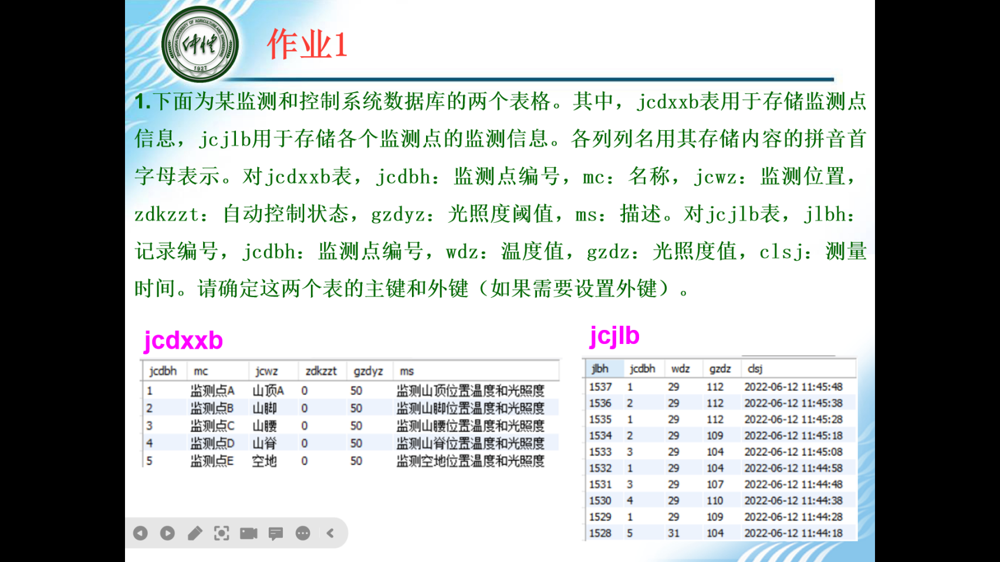 ZHONGKAI UNIVERSITY OF AGRICULTURE AND ENGINEERING
仲恺
1927
作业1
1.下面为某监测和控制系统数据库的两个表格。其中，jcdxxb表用于存储监测点
信息，jcjlb用于存储各个监测点的监测信息。各列列名用其存储内容的拼音首
字母表示。对jcdxxb表，jcdbh：监测点编号，mc：名称，jcwz：监测位置，
zdkzzt：自动控制状态，gzdyz：光照度阈值，ms：描述。对jcjlb表，jlbh：
记录编号，jcdbh：监测点编号，wdz：温度值，gzdz：光照度值，clsj：测量
时间。请确定这两个表的主键和外键（如果需要设置外键）。
jcdxxb
jcdbh mc jcwz zdkzzt gzdyz ms
1 监测点A 山顶A 0 50 监测山顶位置温度和光照度
2 监测点B 山脚 0 50 监测山脚位置温度和光照度
3 监测点C 山腰 0 50 监测山腰位置温度和光照度
4 监测点D 山脊 0 50 监测山脊位置温度和光照度
5 监测点E 空地 0 50 监测空地位置温度和光照度
jcjlb
jlbh jcdbh wdz gzdz clsj
1537 1 29 112 2022-06-12 11:45:48
1536 2 29 112 2022-06-12 11:45:38
1535 1 29 112 2022-06-12 11:45:28
1534 2 29 109 2022-06-12 11:45:18
1533 3 29 104 2022-06-12 11:45:08
1532 1 29 104 2022-06-12 11:44:58
1531 3 29 107 2022-06-12 11:44:48
1530 4 29 110 2022-06-12 11:44:38
1529 1 29 109 2022-06-12 11:44:28
1528 5 31 104 2022-06-12 11:44:18